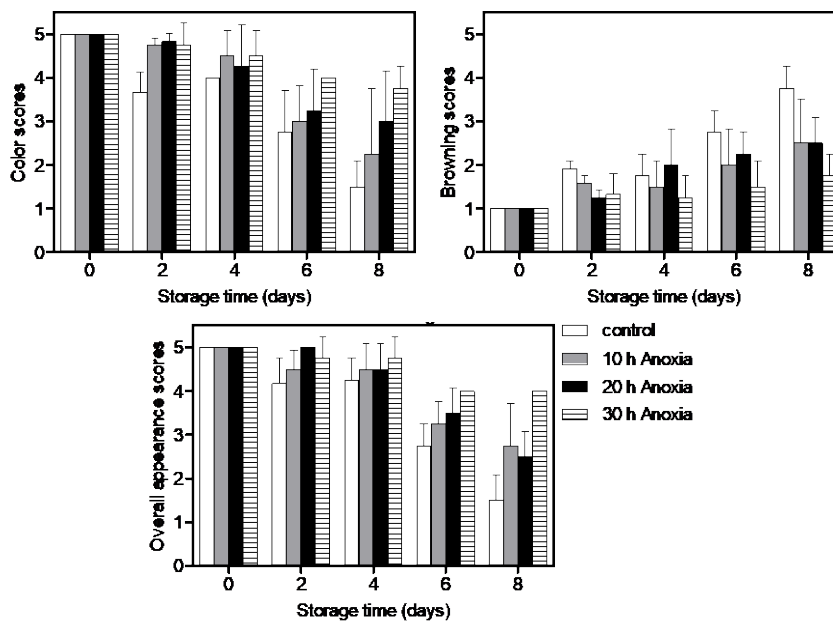 5
4
3
2
1
0
Color scores
0 2 4 6 8
Storage time (days)
5
4
3
2
1
0
Browning scores
0 2 4 6 8
Storage time (days)
5
4
3
2
1
0
Overall appearance scores
0 2 4 6 8
Storage time (days)
control
10 h Anoxia
20 h Anoxia
30 h Anoxia